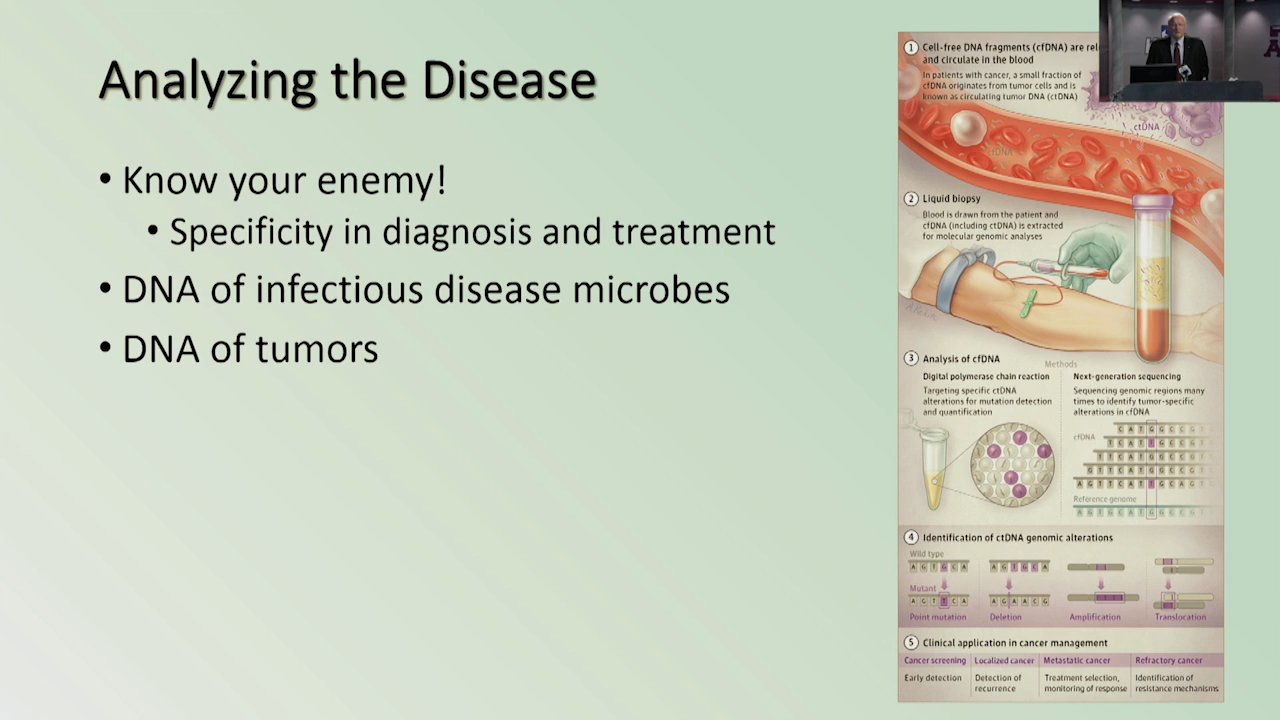 Analyzing the Disease
• Know your enemy!
• Specificity in diagnosis and treatment
• DNA of infectious disease microbes
• DNA of tumors
1 Cell-free DNA fragments (cfDNA) are
and circulate in the blood
In patients with cancer, a small fraction of
cfDNA originates from tumor cells and is
known as circulating tumor DNA (ctDNA)
ctDNA
ctDNA
2 Liquid biopsy
Blood is drawn from the patient and
cfDNA (including ctDNA) is extracted
for molecular genomic analyses
3 Analysis of cfDNA
Methods
Digital polymerase chain reaction
Targeting specific ctDNA
alterations for mutation detection
and quantification
Next-generation sequencing
Sequencing genomic regions many
times to identify tumor-specific
alterations in cfDNA
cfDNA
C A T G G C C G
T C A T T G C C G
T T C A T G G C C G
G T T C A T G G C C G
A G T T C A T T G C A G T
Reference genome
4 Identification of ctDNA genomic alterations
Wild type
A G T G C A
A G T G C A
Mutant
A G T T C A
A G A A C G
Point mutation
Deletion
Amplification
Translocation
5 Clinical application in cancer management
Cancer screening
Localized cancer
Metastatic cancer
Refractory cancer
Early detection
Detection of
recurrence
Treatment selection,
monitoring of response
Identification of
resistance mechanisms